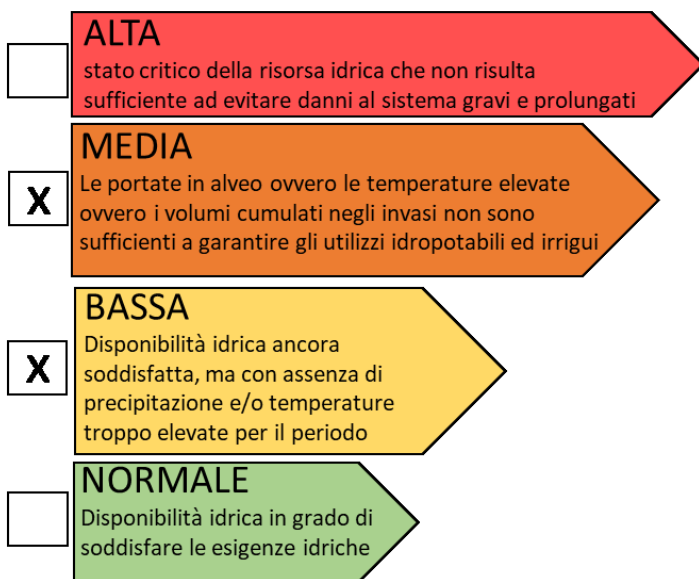 ALTA
stato critico della risorsa idrica che non risulta
sufficiente ad evitare danni al sistema gravi e prolungati
MEDIA
Le portate in alveo ovvero le temperature elevate
X
ovvero i volumi cumulati negli invasi non sono
sufficienti a garantire gli utilizzi idropotabili ed irrigui
BASSA
Disponibilità idrica ancora
X
soddisfatta, ma con assenza di
precipitazione e/o temperature
troppo elevate per il periodo
NORMALE
Disponibilità idrica in grado di
soddisfare le esigenze idriche